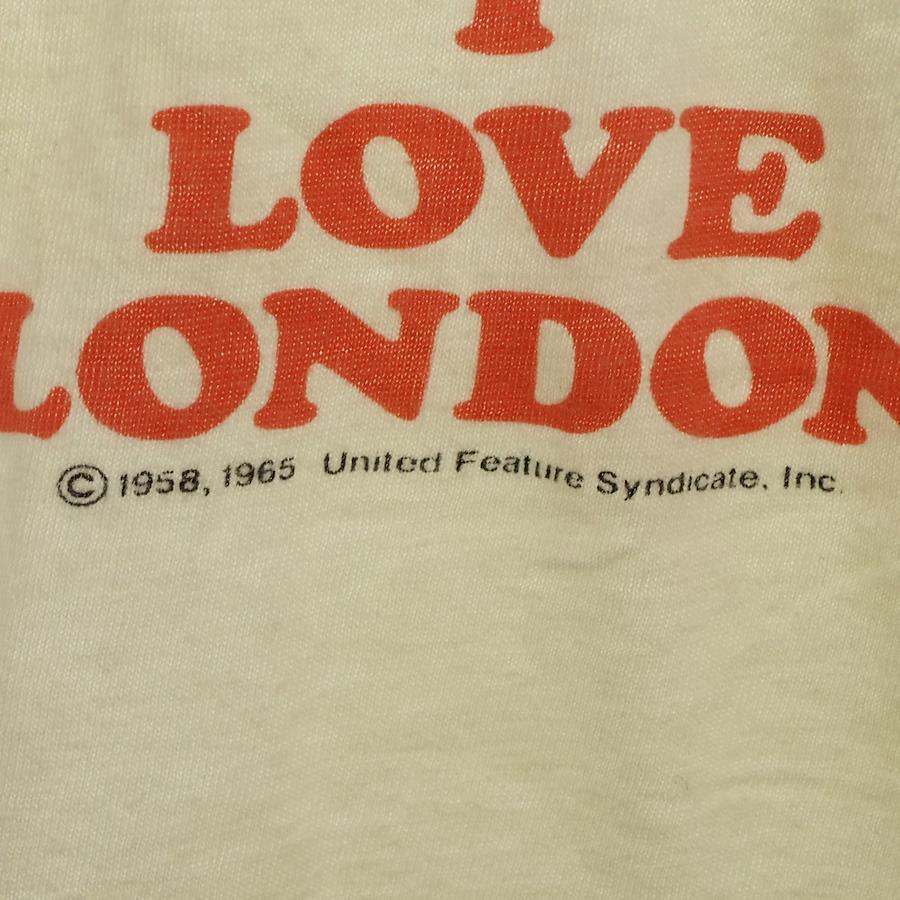 I
LOVE
LONDON
© 1958, 1965 United Feature Syndicate, Inc.